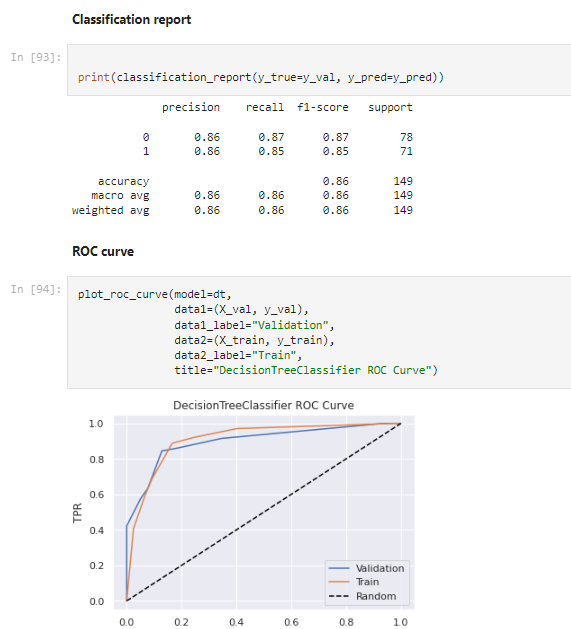 Classification report
In [93]:
print(classification_report(y_true=y_val, y_pred=y_pred))
precision recall f1-score support
0 0.86 0.87 0.87 78
1 0.86 0.85 0.85 71
accuracy 0.86 149
macro avg 0.86 0.86 0.86 149
weighted avg 0.86 0.86 0.86 149
ROC curve
In [94]:
plot_roc_curve(model=dt,
data1=(X_val, y_val),
data1_label="Validation",
data2=(X_train, y_train),
data2_label="Train",
title="DecisionTreeClassifier ROC Curve")
DecisionTreeClassifier ROC Curve
1.0
0.8
0.6
0.4
0.2
0.0
TPR
Validation
Train
Random
0.0 0.2 0.4 0.6 0.8 1.0